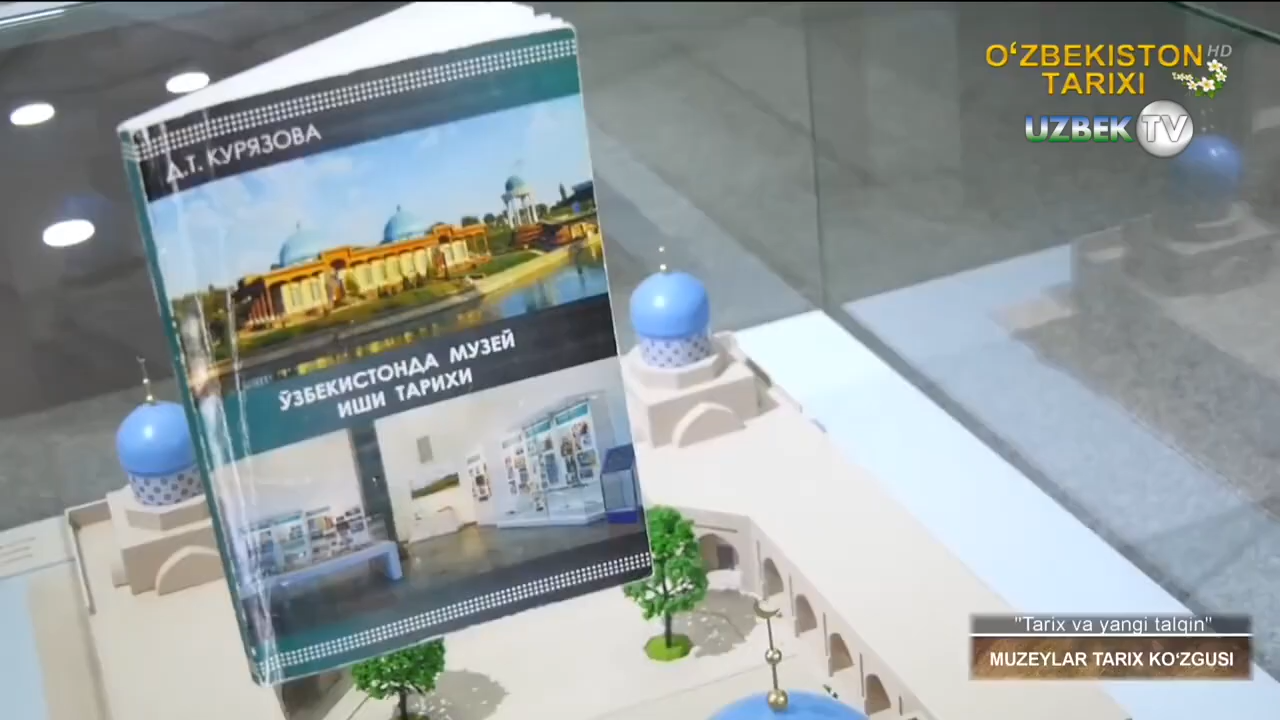 Д.Т. КУРЯЗОВА
ЎЗБЕКИСТОНДА МУЗЕЙ
ИШИ ТАРИХИ
O‘ZBEKISTON HD
TARIXI
UZBEK TV
"Tarix va yangi talqin"
MUZEYLAR TARIX KO‘ZGUSI